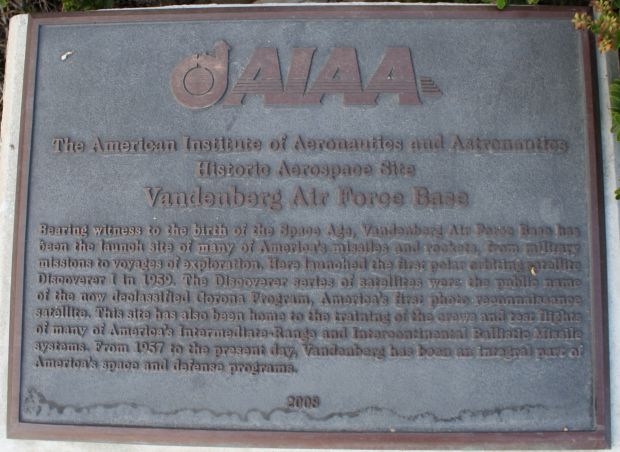 AIAA
The American Institute of Aeronautics and Astronautics
Historic Aerospace Site
Vandenberg Air Force Base
Bearing witness to the birth of the Space Age, Vandenberg Air Force Base has
been the launch site of many of America's missiles and rockets, from military
missions to voyages of exploration. Here launched the first polar orbiting satellite
Discoverer I in 1959. The Discoverer series of satellites were the public name
of the now declassified Corona Program, America's first photo reconnaissance
satellite. This site has also been home to the training of the crews and test flights
of many of America's Intermediate-Range and Intercontinental Ballistic Missile
systems. From 1957 to the present day, Vandenberg has been an integral part of
America's space and defense programs.
2008